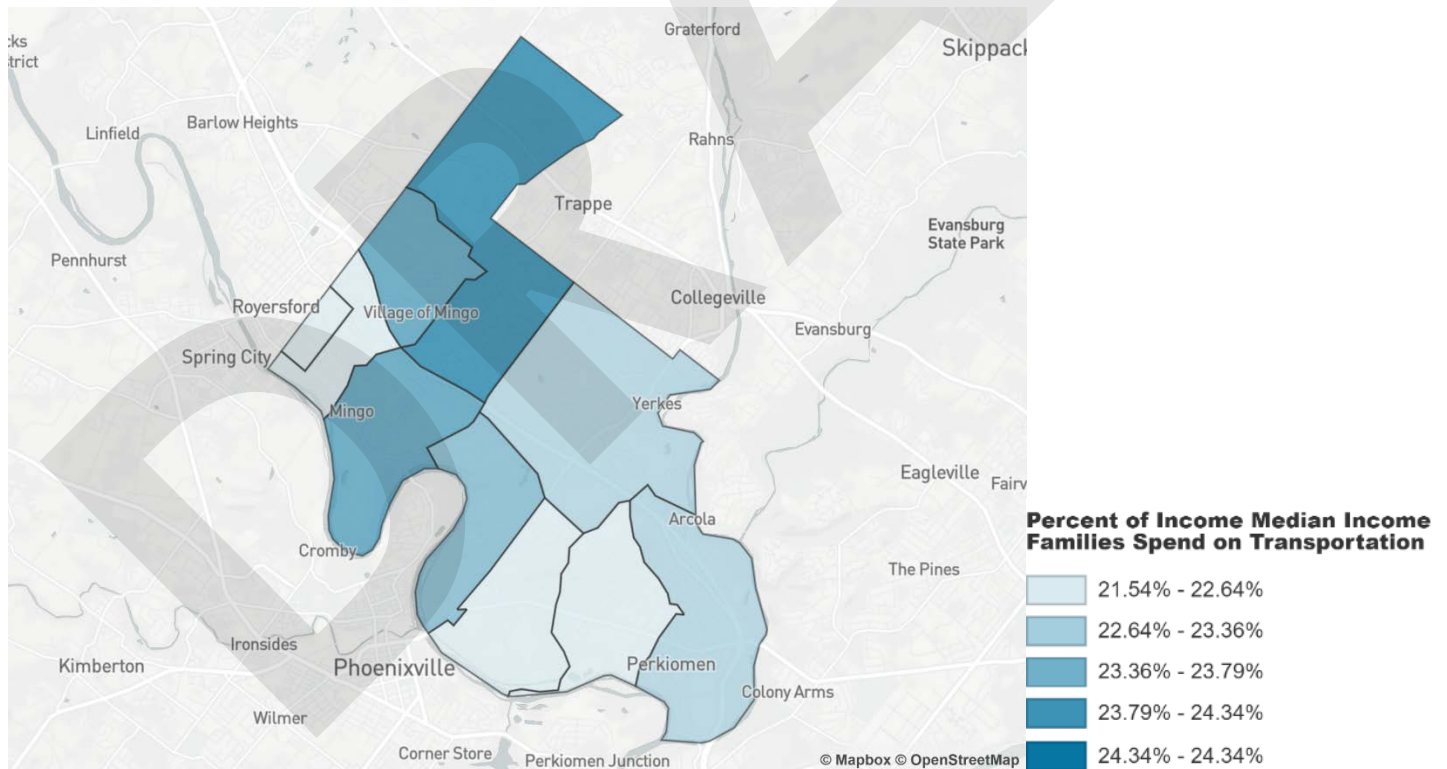 Graterford
Skippack
cks
strict
Linfield
Barlow Heights
Rahns
Trappe
Evansburg
State Park
Pennhurst
Royersford
Village of Mingo
Collegeville
Evansburg
Spring City
Mingo
Yerkes
Eagleville
Fairv
Arcola
Cromby
The Pines
Ironsides
Kimberton
Phoenixville
Perkiomen
Colony Arms
Wilmer
Corner Store
Perkiomen Junction
© Mapbox © OpenStreetMap
Percent of Income Median Income
Families Spend on Transportation
21.54% - 22.64%
22.64% - 23.36%
23.36% - 23.79%
23.79% - 24.34%
24.34% - 24.34%